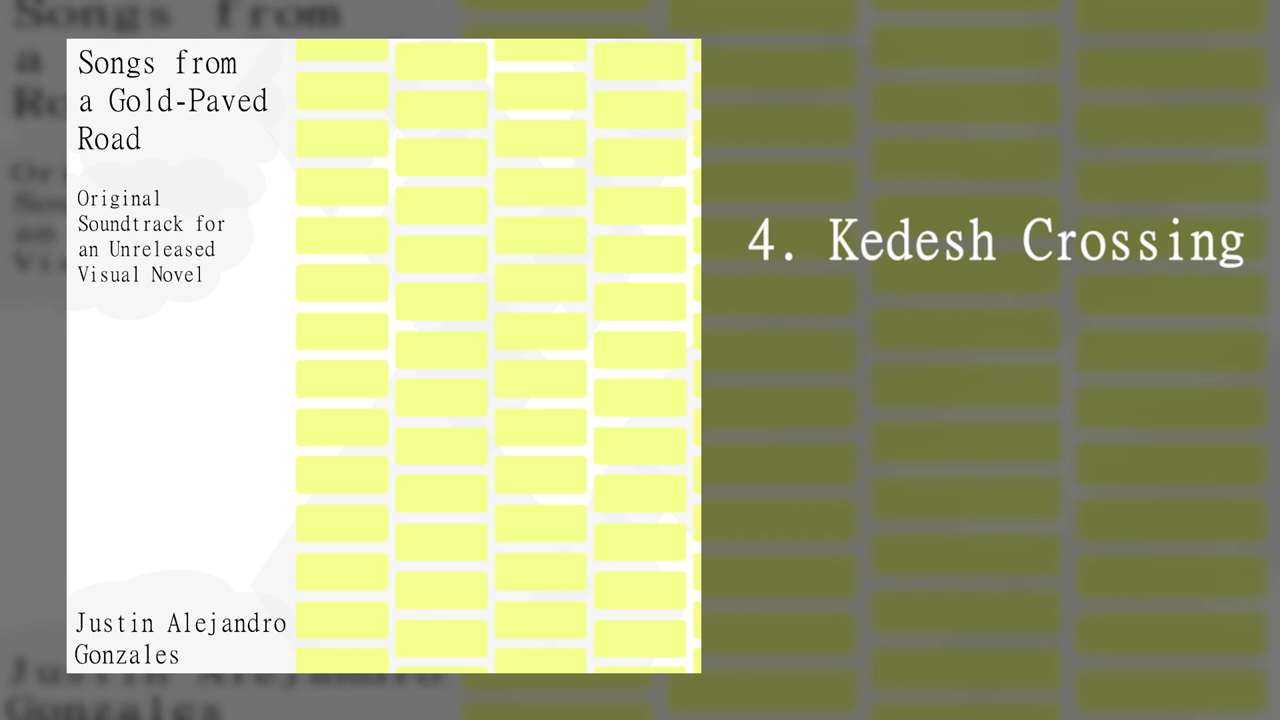 Songs from
a Gold-Paved
Road
Original
Soundtrack for
an Unreleased
Visual Novel
Justin Alejandro
Gonzales
4. Kedesh Crossing